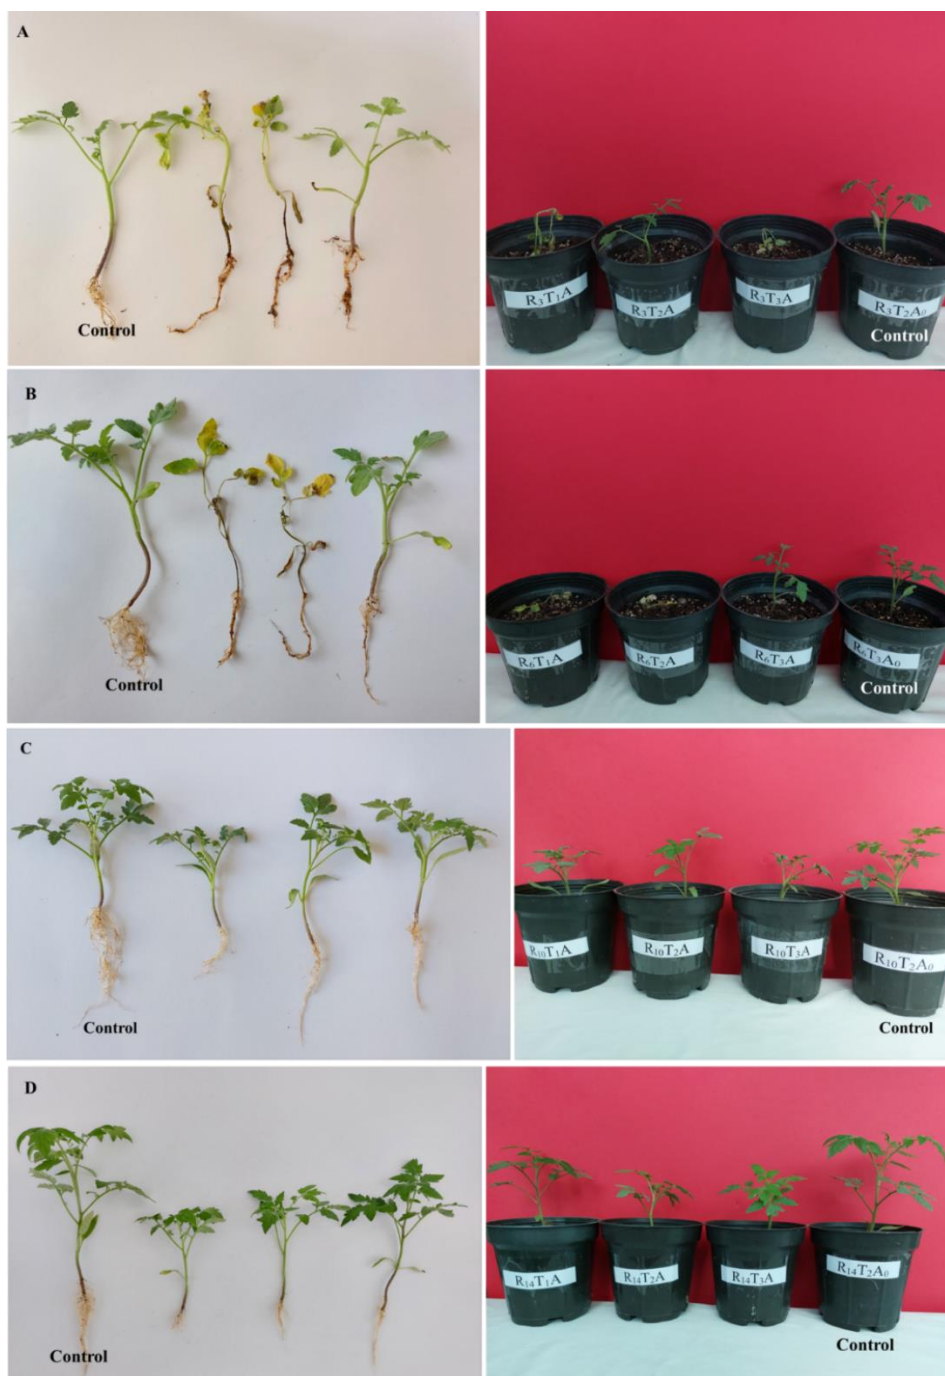 A
Control
R₃T₁A
R₃T₂A
R₃T₃A
R₃T₂A₀
Control
B
Control
R₆T₁A
R₆T₂A
R₆T₃A
R₆T₃A₀
Control
C
Control
R₁₀T₁A
R₁₀T₂A
R₁₀T₃A
R₁₀T₂A₀
Control
D
Control
R₁₄T₁A
R₁₄T₂A
R₁₄T₃A
R₁₄T₂A₀
Control